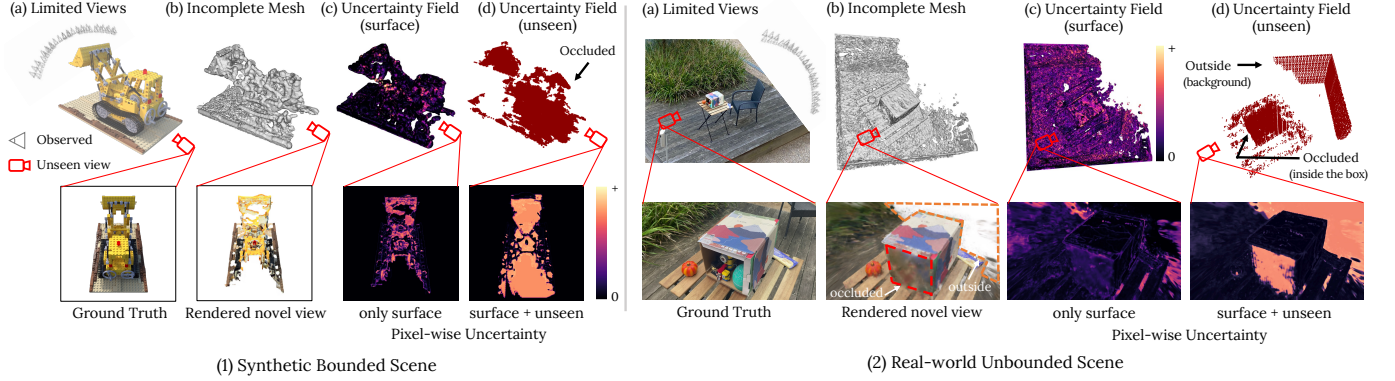 (a) Limited Views
(b) Incomplete Mesh
(c) Uncertainty Field
(surface)
(d) Uncertainty Field
(unseen)
Occluded
Observed
Unseen view
+
0
Ground Truth
Rendered novel view
only surface
surface + unseen
Pixel-wise Uncertainty
(1) Synthetic Bounded Scene
(a) Limited Views
(b) Incomplete Mesh
(c) Uncertainty Field
(surface)
(d) Uncertainty Field
(unseen)
+
0
Outside
(background)
Occluded
(inside the box)
occluded
outside
Ground Truth
Rendered novel view
only surface
surface + unseen
Pixel-wise Uncertainty
(2) Real-world Unbounded Scene